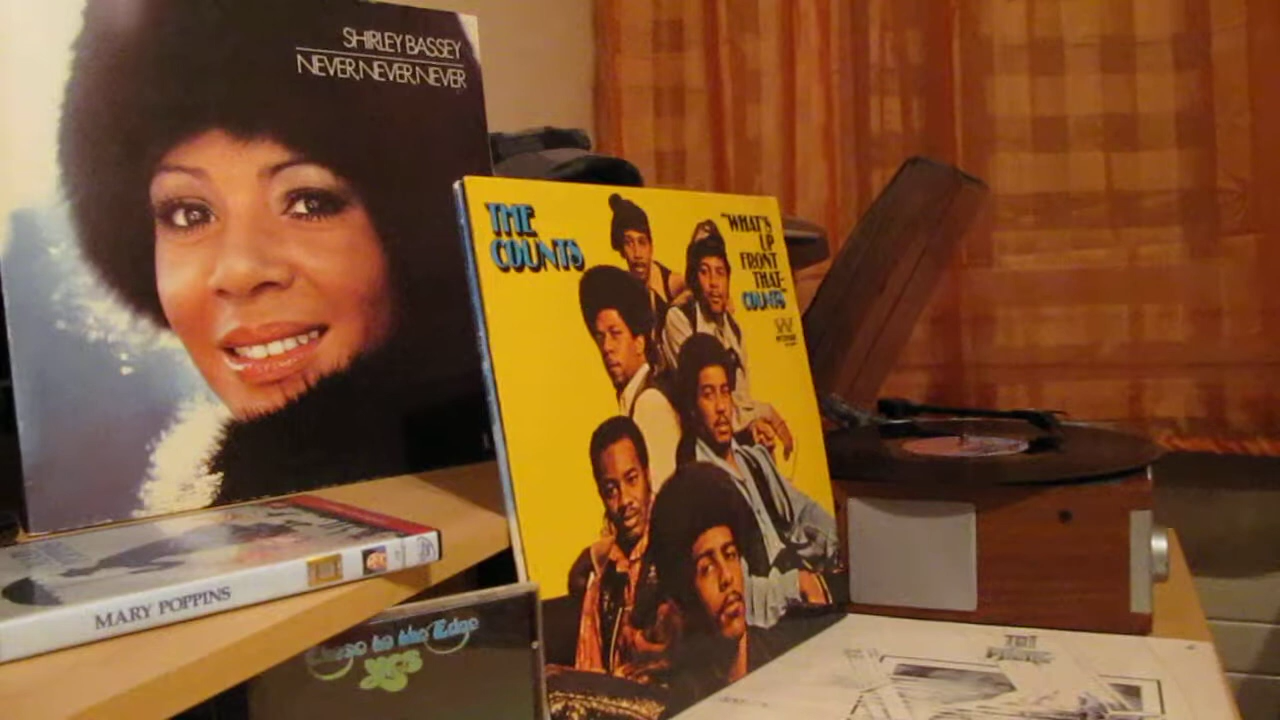 SHIRLEY BASSEY
NEVER, NEVER, NEVER
THE
COUNTS
"WHAT'S
UP
FRONT
THAT-
COUNTS"
MARY POPPINS
Close to the Edge
YES